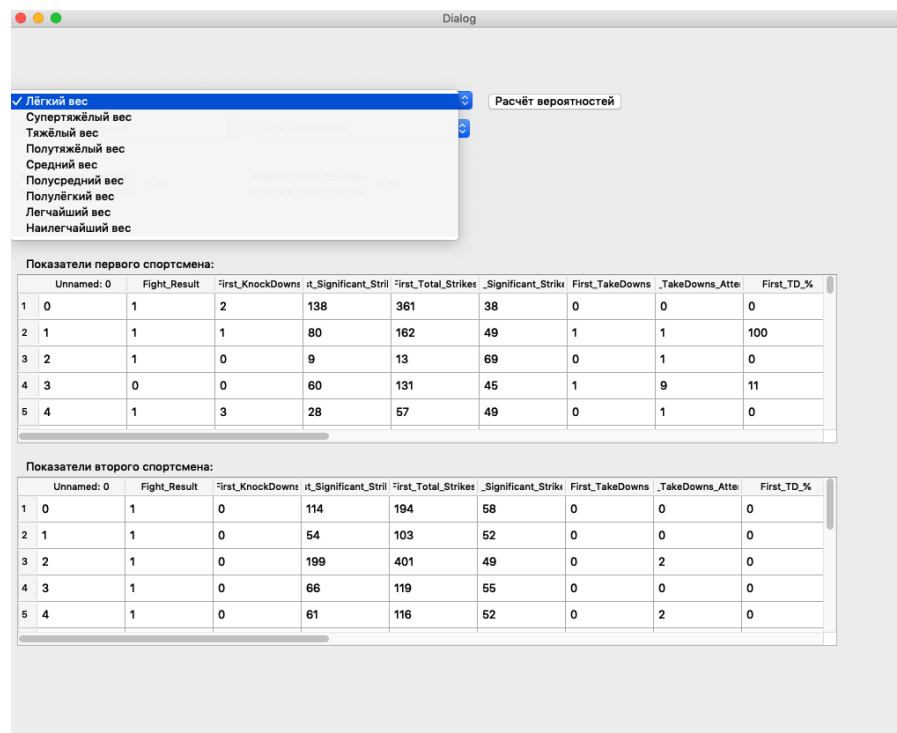 Dialog
✓ Лёгкий вес
Расчёт вероятностей
Супертяжёлый вес
Тяжёлый вес
Полутяжёлый вес
Средний вес
Полусредний вес
Полулёгкий вес
Легчайший вес
Наилегчайший вес
Показатели первого спортсмена:
Unnamed: 0 Fight_Result First_KnockDowns st_Significant_Stril First_Total_Strikes _Significant_Strike First_TakeDowns _TakeDowns_Atte First_TD_%
1 0 1 2 138 361 38 0 0 0
2 1 1 1 80 162 49 1 1 100
3 2 1 0 9 13 69 0 1 0
4 3 0 0 60 131 45 1 9 11
5 4 1 3 28 57 49 0 1 0
Показатели второго спортсмена:
Unnamed: 0 Fight_Result First_KnockDowns st_Significant_Stril First_Total_Strikes _Significant_Strike First_TakeDowns _TakeDowns_Atte First_TD_%
1 0 1 0 114 194 58 0 0 0
2 1 1 0 54 103 52 0 0 0
3 2 1 0 199 401 49 0 2 0
4 3 1 0 66 119 55 0 0 0
5 4 1 0 61 116 52 0 2 0